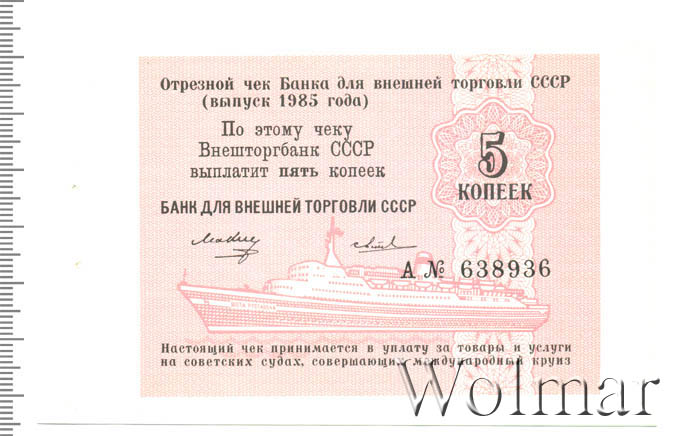 Отрезной чек Банка для внешней торговли СССР
(выпуск 1985 года)
По этому чеку
Внешторгбанк СССР
выплатит пять копеек
5
КОПЕЕК
БАНК ДЛЯ ВНЕШНЕЙ ТОРГОВЛИ СССР
А № 638936
Настоящий чек принимается в уплату за товары и услуги
на советских судах, совершающих международный круиз
Wolmar